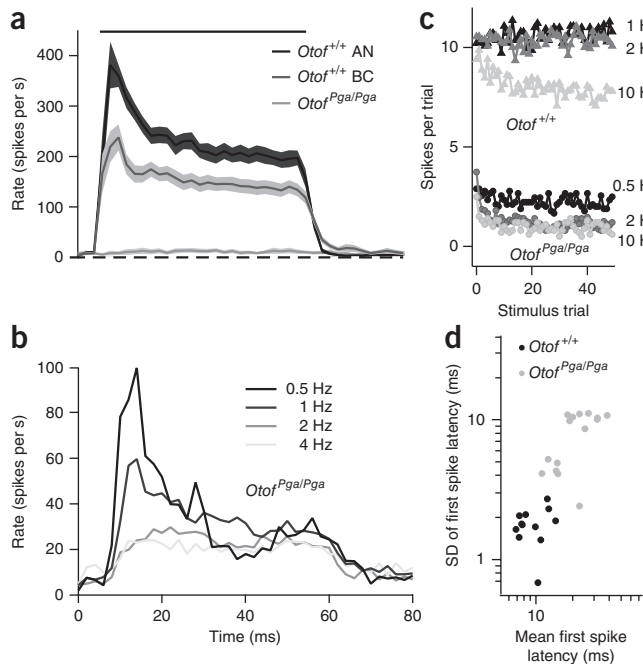 a
Otof+/+ AN
Otof+/+ BC
OtofPga/Pga
400
300
200
100
0
Rate (spikes per s)
b
100
80
60
40
20
0
Rate (spikes per s)
0.5 Hz
1 Hz
2 Hz
4 Hz
OtofPga/Pga
0 20 40 60 80
Time (ms)
c
10
5
0
Spikes per trial
1 H
2 H
10 H
Otof+/+
0.5 H
2 H
10 H
OtofPga/Pga
0 20 40
Stimulus trial
d
Otof+/+
OtofPga/Pga
10
1
SD of first spike
latency (ms)
10
Mean first spike
latency (ms)